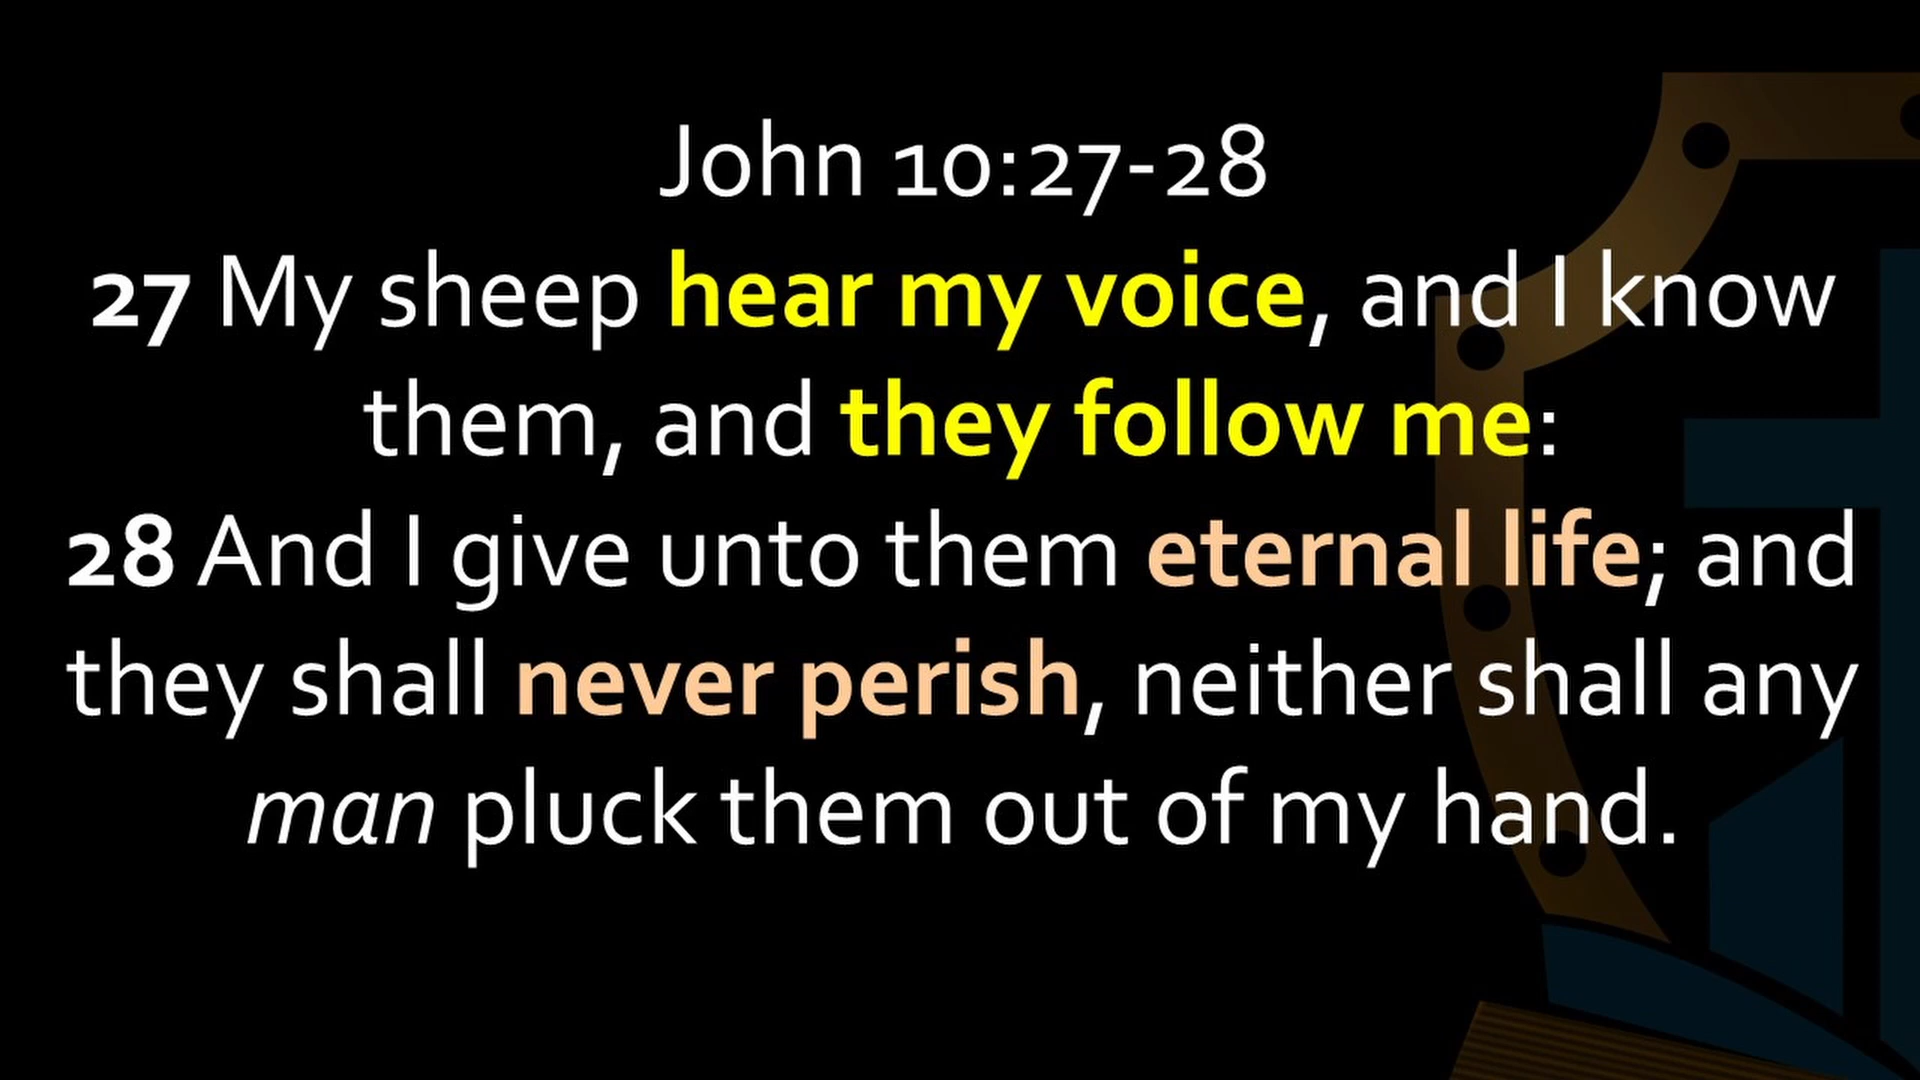 John 10:27-28
27 My sheep hear my voice, and I know
them, and they follow me:
28 And I give unto them eternal life; and
they shall never perish, neither shall any
man pluck them out of my hand.